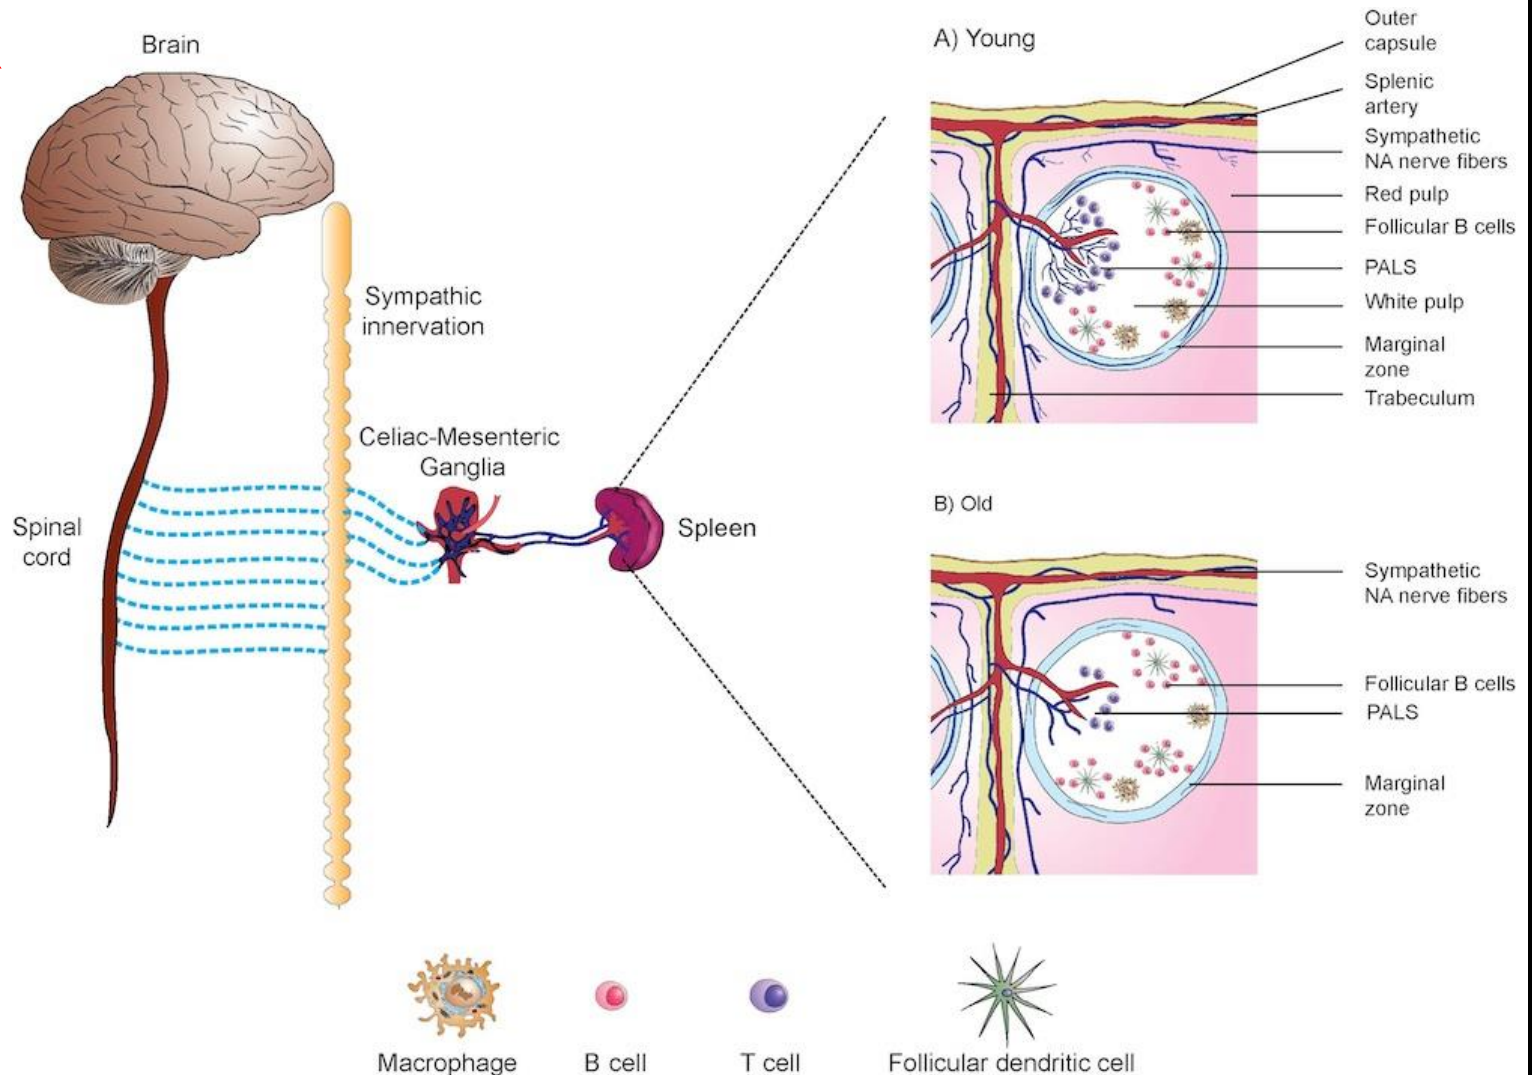 Brain
Sympathic
innervation
Celiac-Mesenteric
Ganglia
Spinal
cord
Spleen
A) Young
Outer
capsule
Splenic
artery
Sympathetic
NA nerve fibers
Red pulp
Follicular B cells
PALS
White pulp
Marginal
zone
Trabeculum
B) Old
Sympathetic
NA nerve fibers
Follicular B cells
PALS
Marginal
zone
Macrophage
B cell
T cell
Follicular dendritic cell